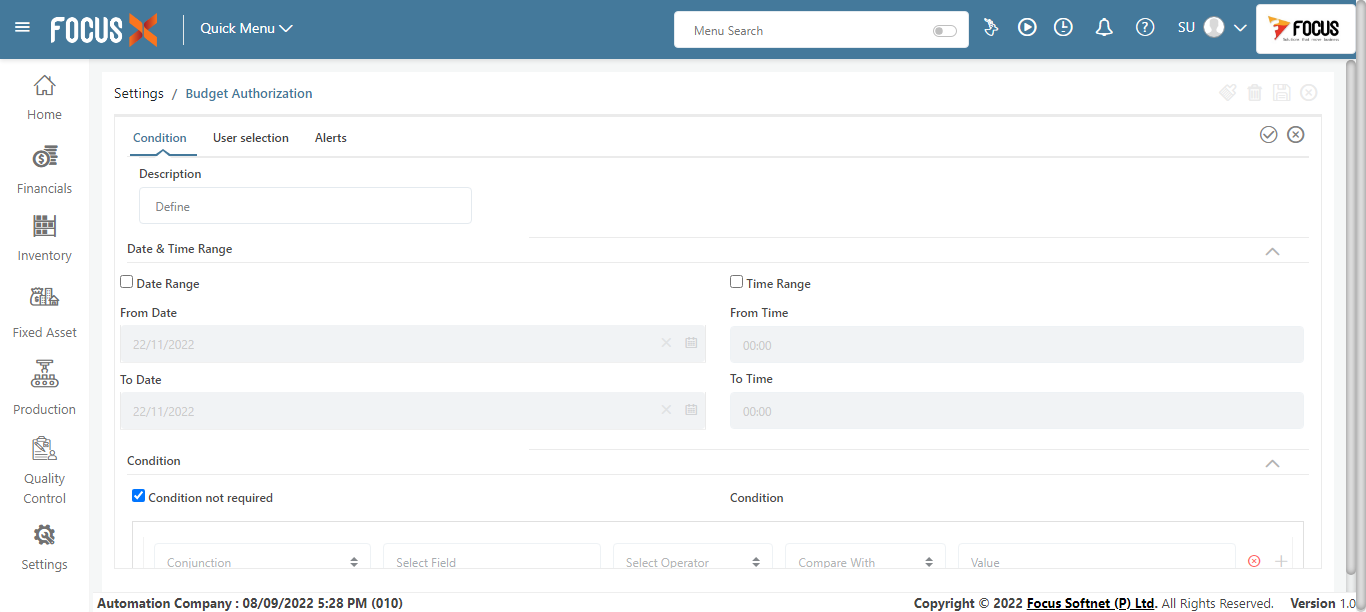 FOCUS X
Quick Menu
Menu Search
SU
FOCUS
Home
Financials
Inventory
Fixed Asset
Production
Quality
Control
Settings
Settings / Budget Authorization
Condition User selection Alerts
Description
Define
Date & Time Range
Date Range Time Range
From Date From Time
22/11/2022 00:00
To Date To Time
22/11/2022 00:00
Condition
Condition not required Condition
Conjunction Select Field Select Operator Compare With Value
Automation Company : 08/09/2022 5:28 PM (010) Copyright © 2022 Focus Softnet (P) Ltd. All Rights Reserved. Version 1.0